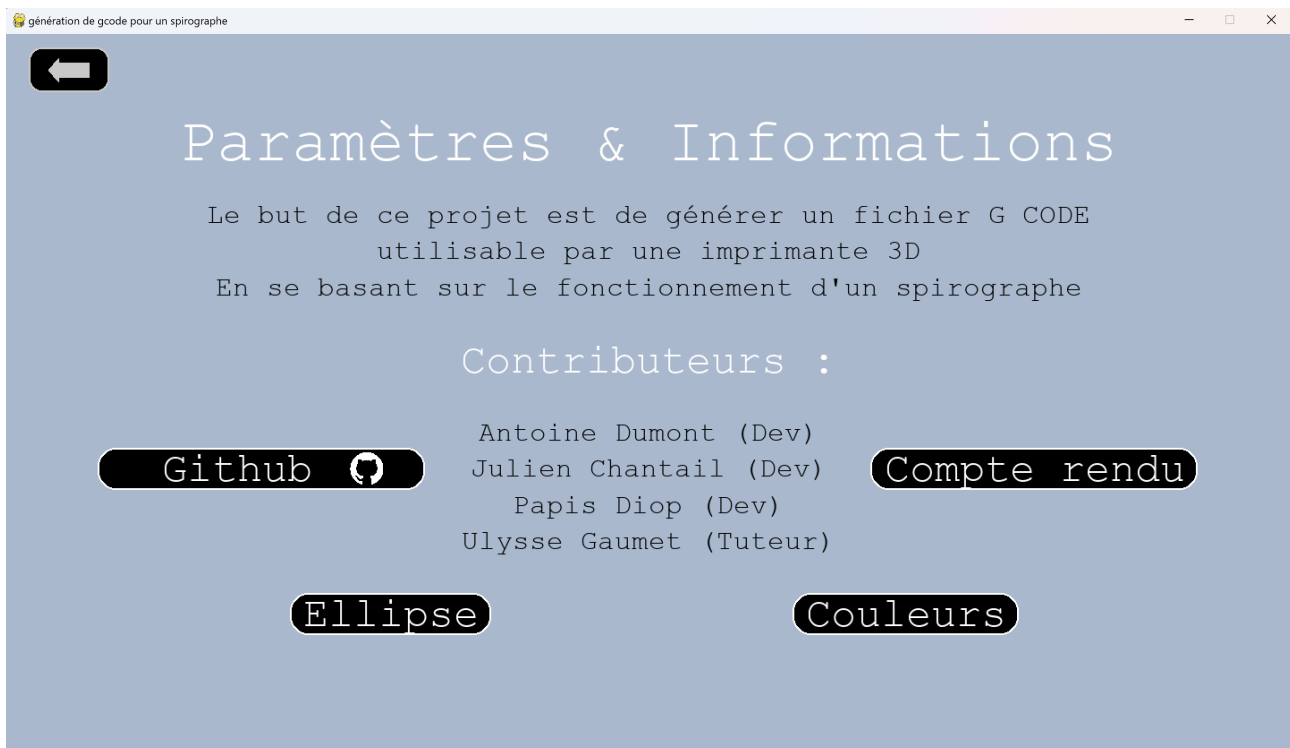 génération de gcode pour un spirographe
Paramètres & Informations
Le but de ce projet est de générer un fichier G CODE
utilisable par une imprimante 3D
En se basant sur le fonctionnement d'un spirographe
Contributeurs :
Antoine Dumont (Dev)
Github
Julien Chantail (Dev)
Compte rendu
Papis Diop (Dev)
Ulysse Gaumet (Tuteur)
Ellipse
Couleurs